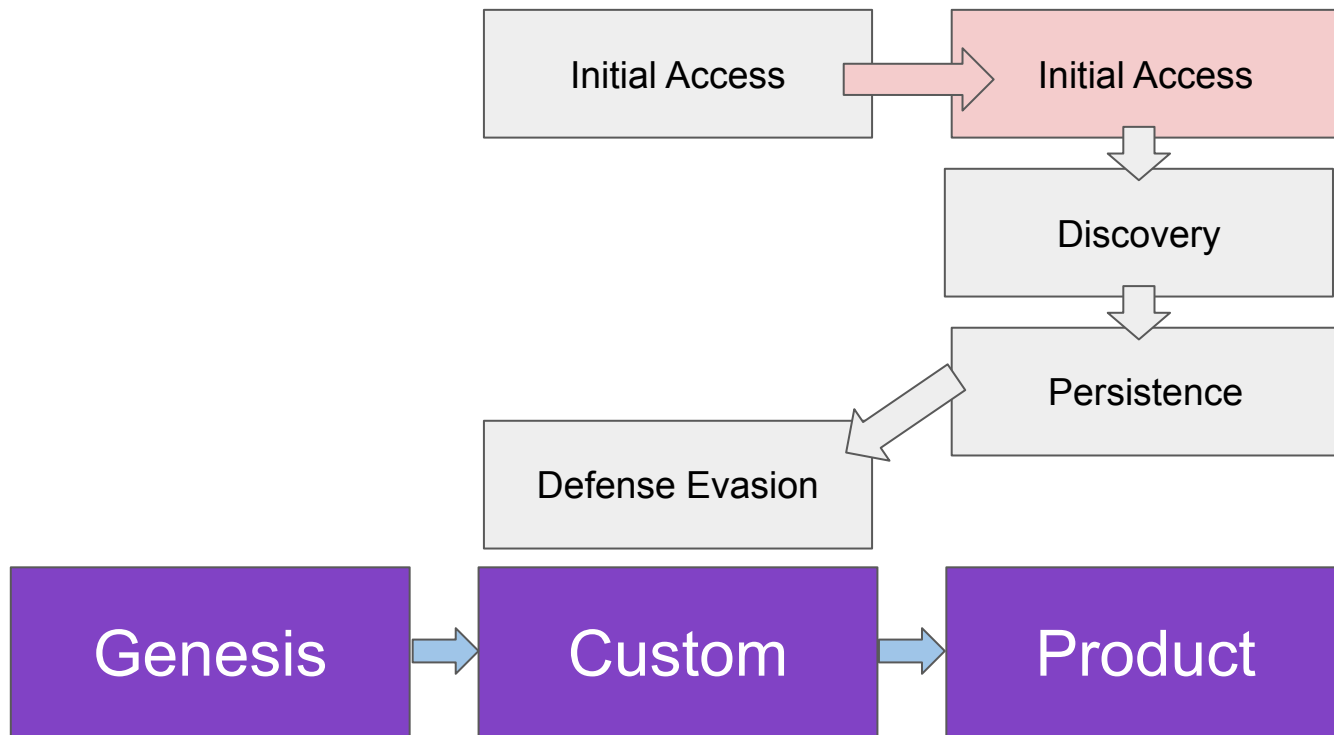 Initial Access
Initial Access
Discovery
Persistence
Defense Evasion
Genesis
Custom
Product